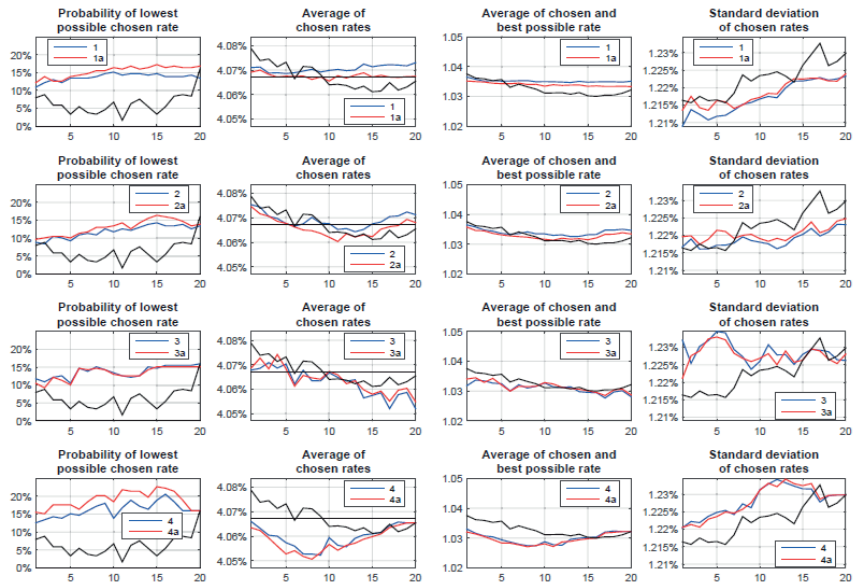 Probability of lowest
possible chosen rate
Average of
chosen rates
Average of chosen and
best possible rate
Standard deviation
of chosen rates
20%
15%
10%
5%
0%
5 10 15 20
1
1a
4.08%
4.07%
4.06%
4.05%
5 10 15 20
1
1a
1.05
1.04
1.03
1.02
5 10 15 20
1
1a
1.23%
1.225%
1.22%
1.215%
1.21%
5 10 15 20
1
1a
Probability of lowest
possible chosen rate
Average of
chosen rates
Average of chosen and
best possible rate
Standard deviation
of chosen rates
20%
15%
10%
5%
0%
5 10 15 20
2
2a
4.08%
4.07%
4.06%
4.05%
5 10 15 20
2
2a
1.05
1.04
1.03
1.02
5 10 15 20
2
2a
1.23%
1.22%
1.21%
5 10 15 20
2
2a
Probability of lowest
possible chosen rate
Average of
chosen rates
Average of chosen and
best possible rate
Standard deviation
of chosen rates
20%
15%
10%
5%
0%
5 10 15 20
3
3a
4.08%
4.07%
4.06%
4.05%
5 10 15 20
3
3a
1.05
1.04
1.03
1.02
5 10 15 20
3
3a
1.23%
1.22%
1.21%
5 10 15 20
3
3a
Probability of lowest
possible chosen rate
Average of
chosen rates
Average of chosen and
best possible rate
Standard deviation
of chosen rates
20%
15%
10%
5%
0%
5 10 15 20
4
4a
4.08%
4.07%
4.06%
4.05%
5 10 15 20
4
4a
1.05
1.04
1.03
1.02
5 10 15 20
4
4a
1.23%
1.22%
1.21%
5 10 15 20
4
4a